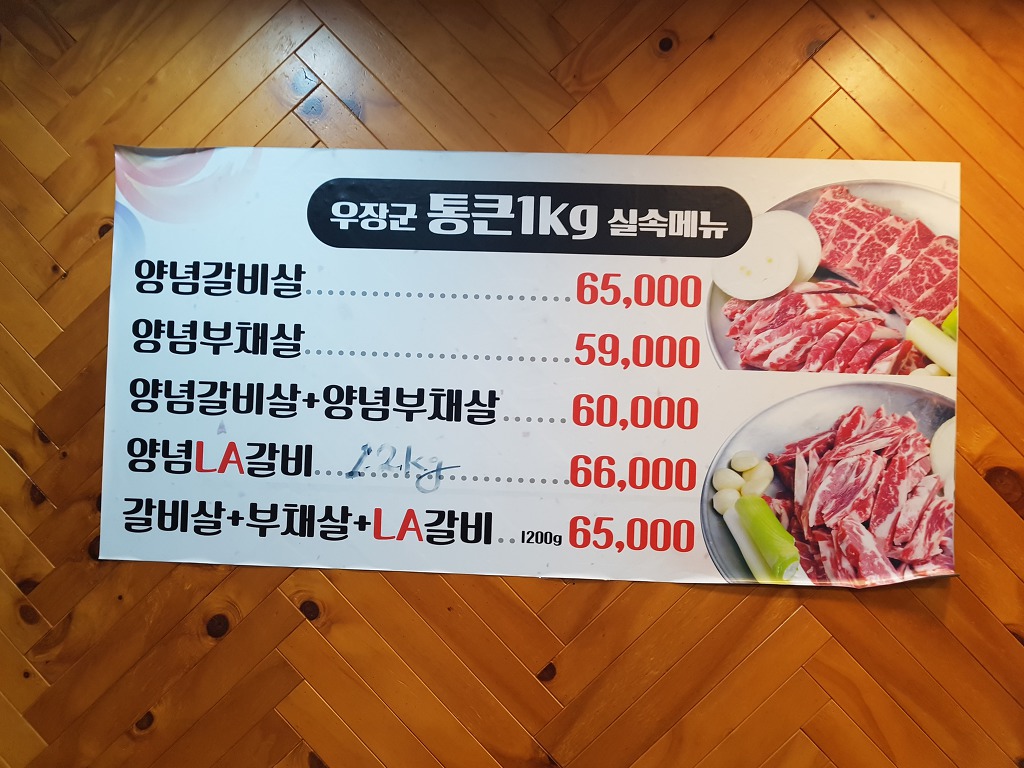 우장군 통큰1kg 실속메뉴
양념갈비살..............................65,000
양념부채살..............................59,000
양념갈비살+양념부채살......60,000
양념LA갈비...1.2kg...66,000
갈비살+부채살+LA갈비..1200g 65,000